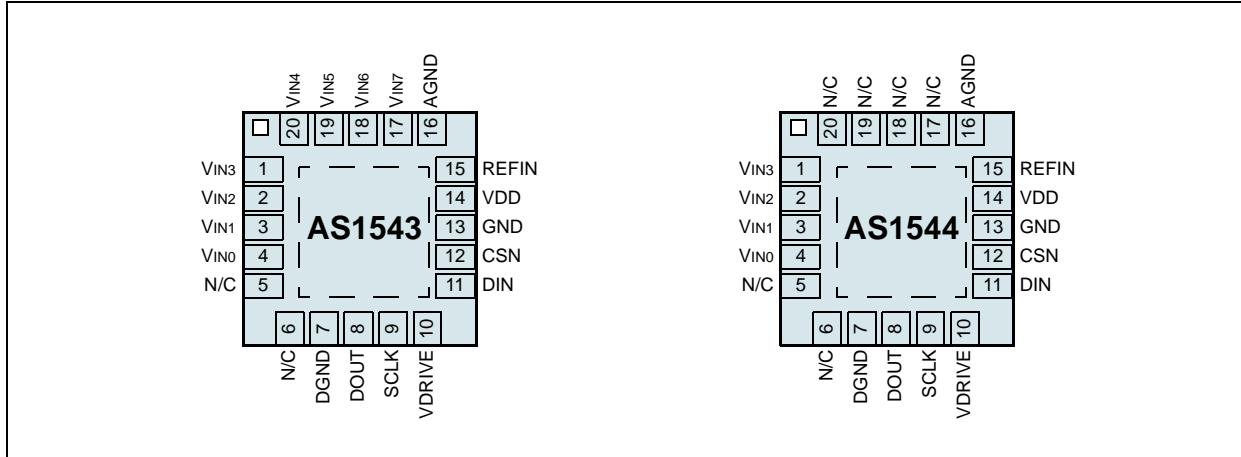 VIN4 VIN5 VIN6 VIN7 AGND
20 19 18 17 16
VIN3 1 15 REFIN
VIN2 2 14 VDD
VIN1 3 AS1543 13 GND
VIN0 4 12 CSN
N/C 5 11 DIN
6 7 8 9 10
N/C DGND DOUT SCLK VDRIVE
N/C N/C N/C N/C AGND
20 19 18 17 16
VIN3 1 15 REFIN
VIN2 2 14 VDD
VIN1 3 AS1544 13 GND
VIN0 4 12 CSN
N/C 5 11 DIN
6 7 8 9 10
N/C DGND DOUT SCLK VDRIVE